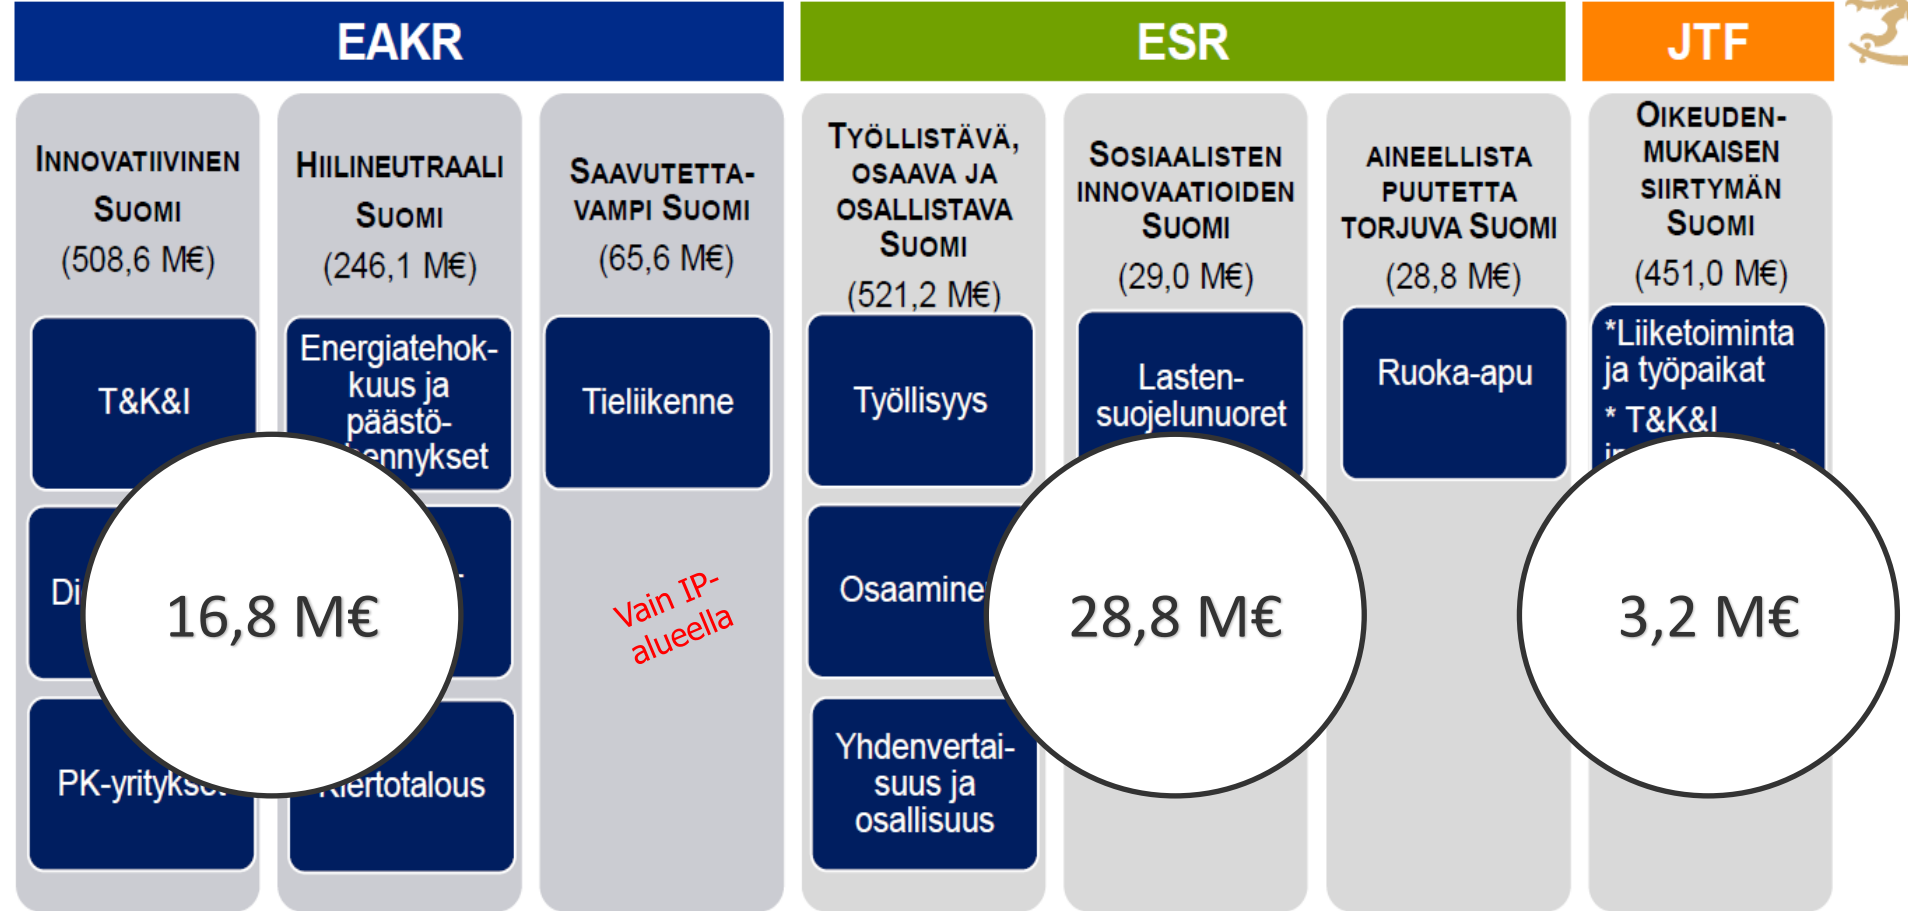 EAKR
INNOVATIIVINEN
SUOMI
(508,6 M€)
T&K&I
PK-yritykset
16,8 M€
HIILINEUTRAALI
SUOMI
(246,1 M€)
Energiatehok-
kuus ja
päästö-
Kiertotalous
SAAVUTETTA-
VAMPI SUOMI
(65,6 M€)
Tieliikenne
Vain IP-
alueella
ESR
TYÖLLISTÄVÄ,
OSAAVA JA
OSALLISTAVA
SUOMI
(521,2 M€)
Työllisyys
Osaaminen
Yhdenvertai-
suus ja
osallisuus
SOSIAALISTEN
INNOVAATIOIDEN
SUOMI
(29,0 M€)
Lasten-
suojelunuoret
28,8 M€
AINEELLISTA
PUUTETTA
TORJUVA SUOMI
(28,8 M€)
Ruoka-apu
JTF
OIKEUDEN-
MUKAISEN
SIIRTYMÄN
SUOMI
(451,0 M€)
*Liiketoiminta
ja työpaikat
* T&K&I
3,2 M€